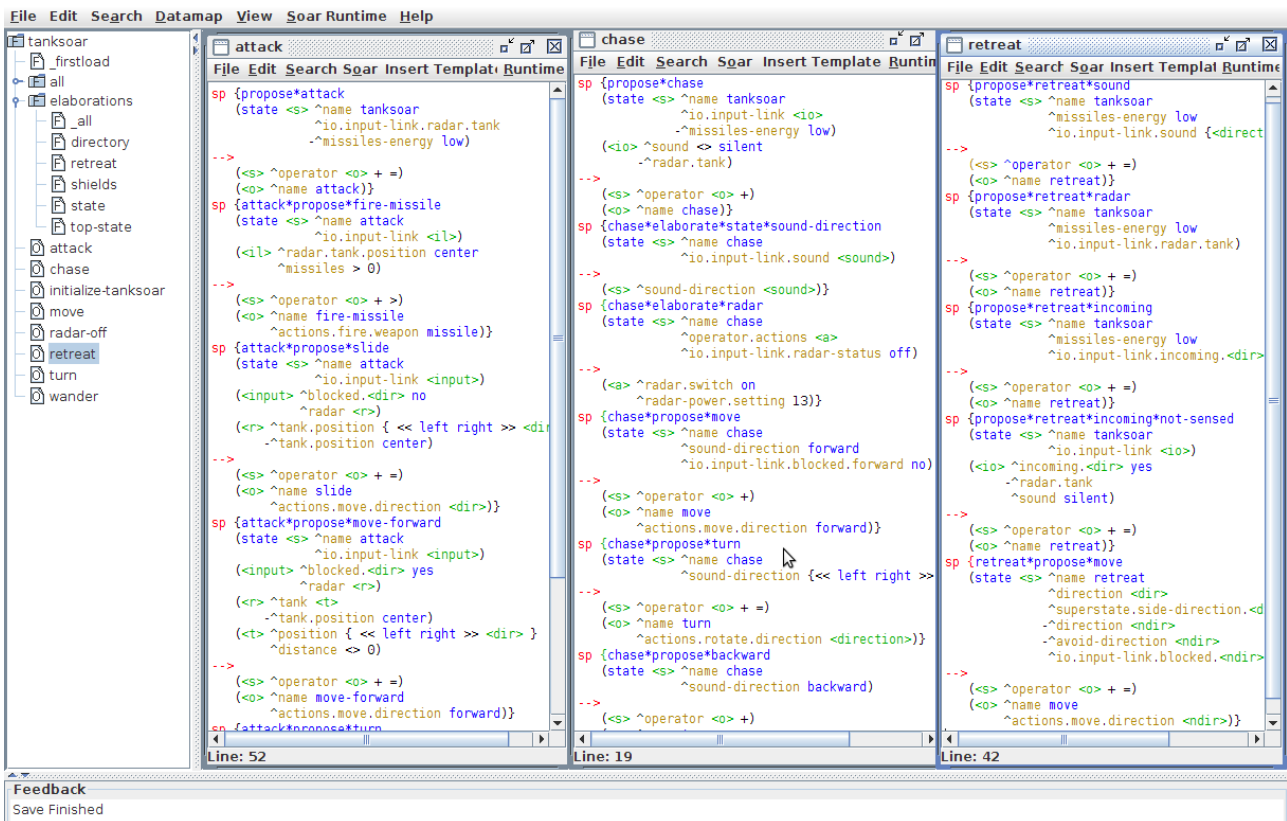 File Edit Search Datamap View Soar Runtime Help
tanksoar
_firstload
all
elaborations
_all
directory
retreat
shields
state
top-state
attack
chase
initialize-tanksoar
move
radar-off
retreat
turn
wander
attack
File Edit Search Soar Insert Templat Runtime
sp {propose*attack
(state <s> ^name tanksoar
^io.input-link.radar.tank
-^missiles-energy low)
-->
(<s> ^operator <o> + =)
(<o> ^name attack)}
sp {attack*propose*fire-missile
(state <s> ^name attack
^io.input-link <il>)
(<il> ^radar.tank.position center
^missiles > 0)
-->
(<s> ^operator <o> + >)
(<o> ^name fire-missile
^actions.fire.weapon missile)}
sp {attack*propose*slide
(state <s> ^name attack
^io.input-link <input>)
(<input> ^blocked.<dir> no
^radar <r>)
(<r> ^tank.position { << left right >> <dir
-^tank.position center)
-->
(<s> ^operator <o> + =)
(<o> ^name slide
^actions.move.direction <dir>)}
sp {attack*propose*move-forward
(state <s> ^name attack
^io.input-link <input>)
(<input> ^blocked.<dir> yes
^radar <r>)
(<r> ^tank <t>
-^tank.position center)
(<t> ^position { << left right >> <dir> }
^distance <> 0)
-->
(<s> ^operator <o> + =)
(<o> ^name move-forward
^actions.move.direction forward)}
sp {attack*propose*turn
Line: 52
chase
File Edit Search Soar Insert Template Runtin
sp {propose*chase
(state <s> ^name tanksoar
^io.input-link <io>
-^missiles-energy low)
(<io> ^sound <> silent
-^radar.tank)
-->
(<s> ^operator <o> +)
(<o> ^name chase)}
sp {chase*elaborate*state*sound-direction
(state <s> ^name chase
^io.input-link.sound <sound>)
-->
(<s> ^sound-direction <sound>)}
sp {chase*elaborate*radar
(state <s> ^name chase
^operator.actions <a>
^io.input-link.radar-status off)
-->
(<a> ^radar.switch on
^radar-power.setting 13)}
sp {chase*propose*move
(state <s> ^name chase
^sound-direction forward
^io.input-link.blocked.forward no)
-->
(<s> ^operator <o> +)
(<o> ^name move
^actions.move.direction forward)}
sp {chase*propose*turn
(state <s> ^name chase
^sound-direction {<< left right >>
-->
(<s> ^operator <o> + =)
(<o> ^name turn
^actions.rotate.direction <direction>)}
sp {chase*propose*backward
(state <s> ^name chase
^sound-direction backward)
-->
(<s> ^operator <o> +)
Line: 19
retreat
File Edit Search Soar Insert Templat Runtime
sp {propose*retreat*sound
(state <s> ^name tanksoar
^missiles-energy low
^io.input-link.sound {<direct
-->
(<s> ^operator <o> + =)
(<o> ^name retreat)}
sp {propose*retreat*radar
(state <s> ^name tanksoar
^missiles-energy low
^io.input-link.radar.tank)
-->
(<s> ^operator <o> + =)
(<o> ^name retreat)}
sp {propose*retreat*incoming
(state <s> ^name tanksoar
^missiles-energy low
^io.input-link.incoming.<dir>
-->
(<s> ^operator <o> + =)
(<o> ^name retreat)}
sp {propose*retreat*incoming*not-sensed
(state <s> ^name tanksoar
^io.input-link <io>)
(<io> ^incoming.<dir> yes
-^radar.tank
^sound silent)
-->
(<s> ^operator <o> + =)
(<o> ^name retreat)}
sp {retreat*propose*move
(state <s> ^name retreat
^direction <dir>
^superstate.side-direction.<d
-^direction <ndir>
-^avoid-direction <ndir>
^io.input-link.blocked.<ndir>
-->
(<s> ^operator <o> + =)
(<o> ^name move
^actions.move.direction <ndir>)}
Line: 42
Feedback
Save Finished